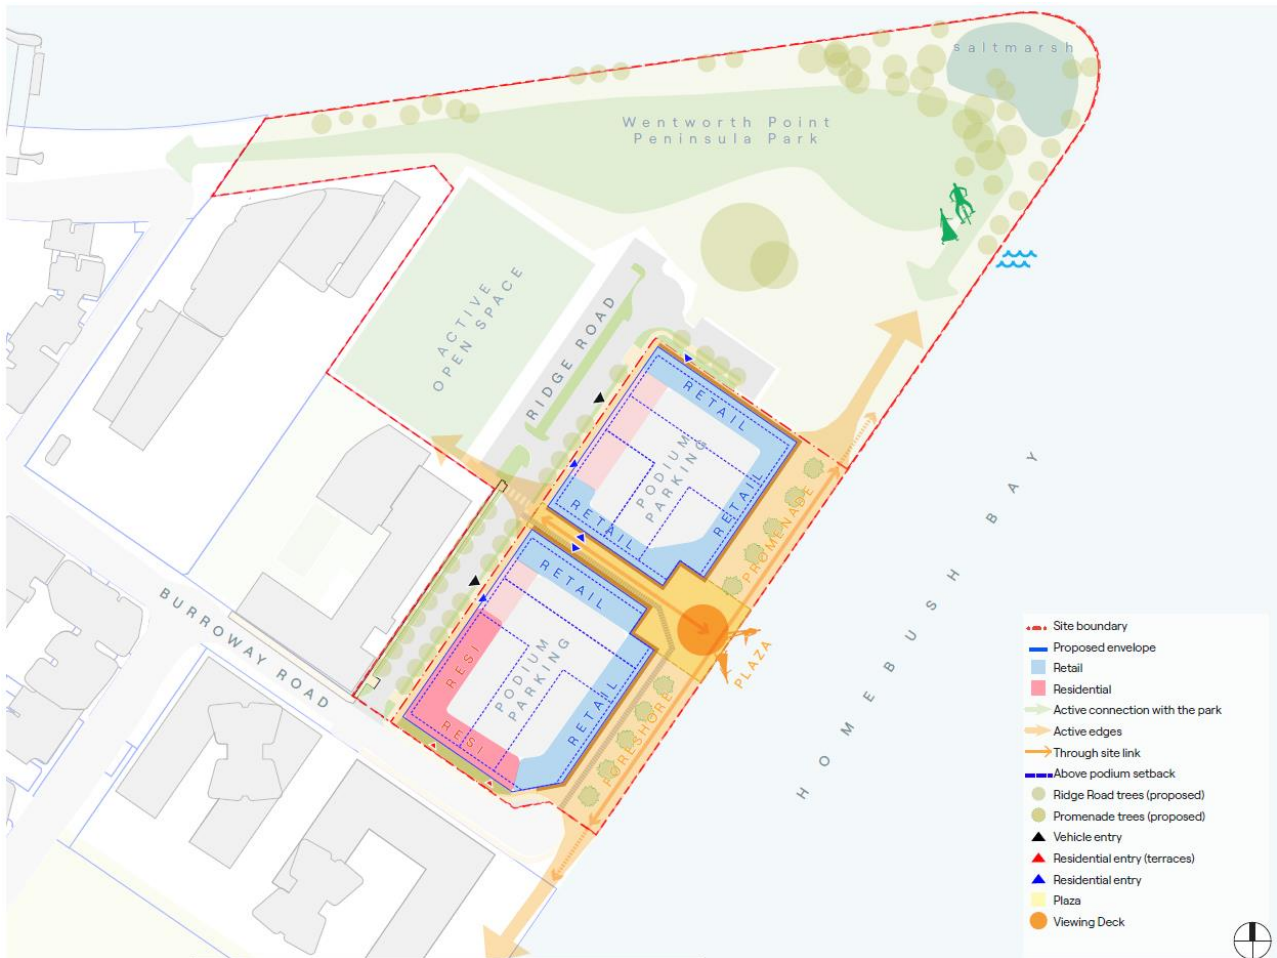 saltmarsh
Wentworth Point
Peninsula Park
ACTIVE
OPEN SPACE
RIDGE ROAD
RETAIL
PODIUM
PARKING
RETAIL
RETAIL
PROMENADE
RETAIL
RESI
PODIUM
PARKING
RETAIL
RESI
FORESHORE
PLAZA
BURROWAY ROAD
HOMEBUSH BAY
Site boundary
Proposed envelope
Retail
Residential
Active connection with the park
Active edges
Through site link
Above podium setback
Ridge Road trees (proposed)
Promenade trees (proposed)
Vehicle entry
Residential entry (terraces)
Residential entry
Plaza
Viewing Deck